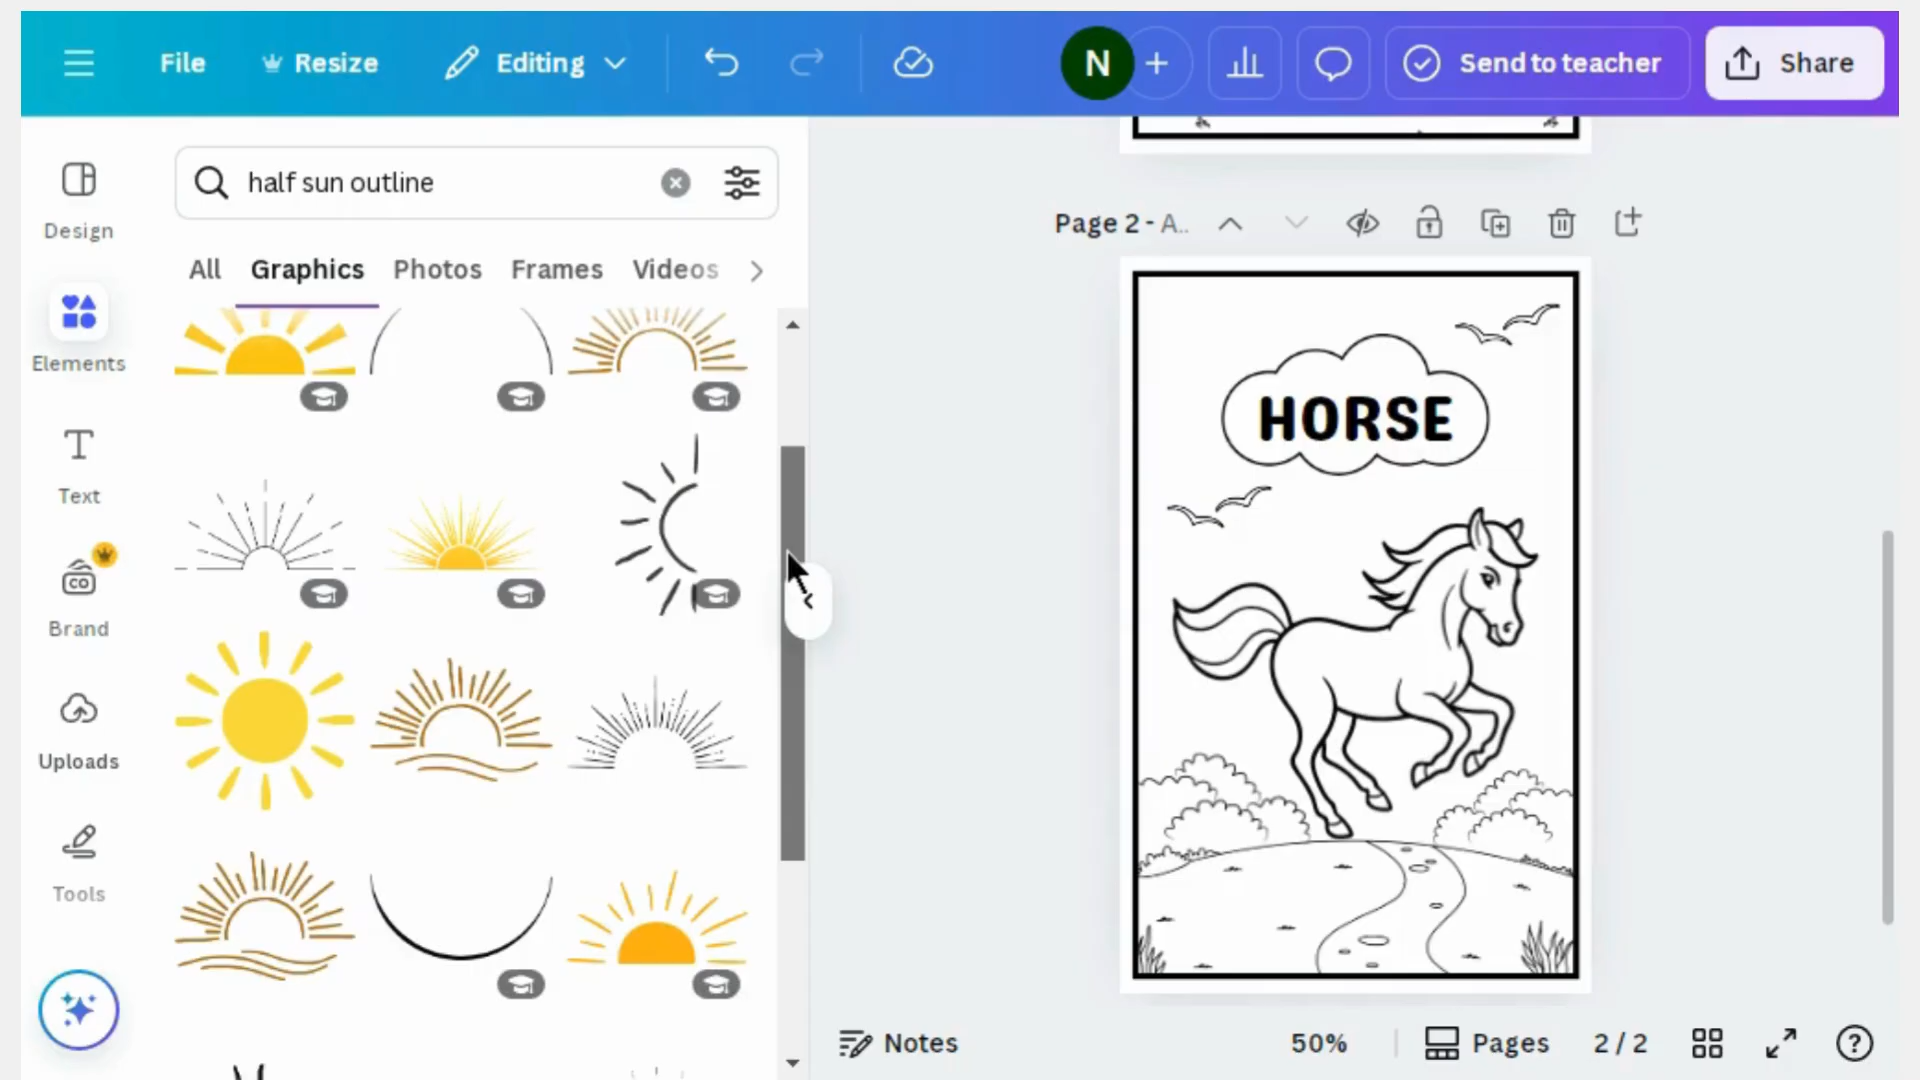 File
Resize
Editing
N
Send to teacher
Share
Design
Elements
Text
CO
Brand
Uploads
Tools
half sun outline
All
Graphics
Photos
Frames
Videos
Page 2 - A..
HORSE
Notes
50%
Pages
2 / 2